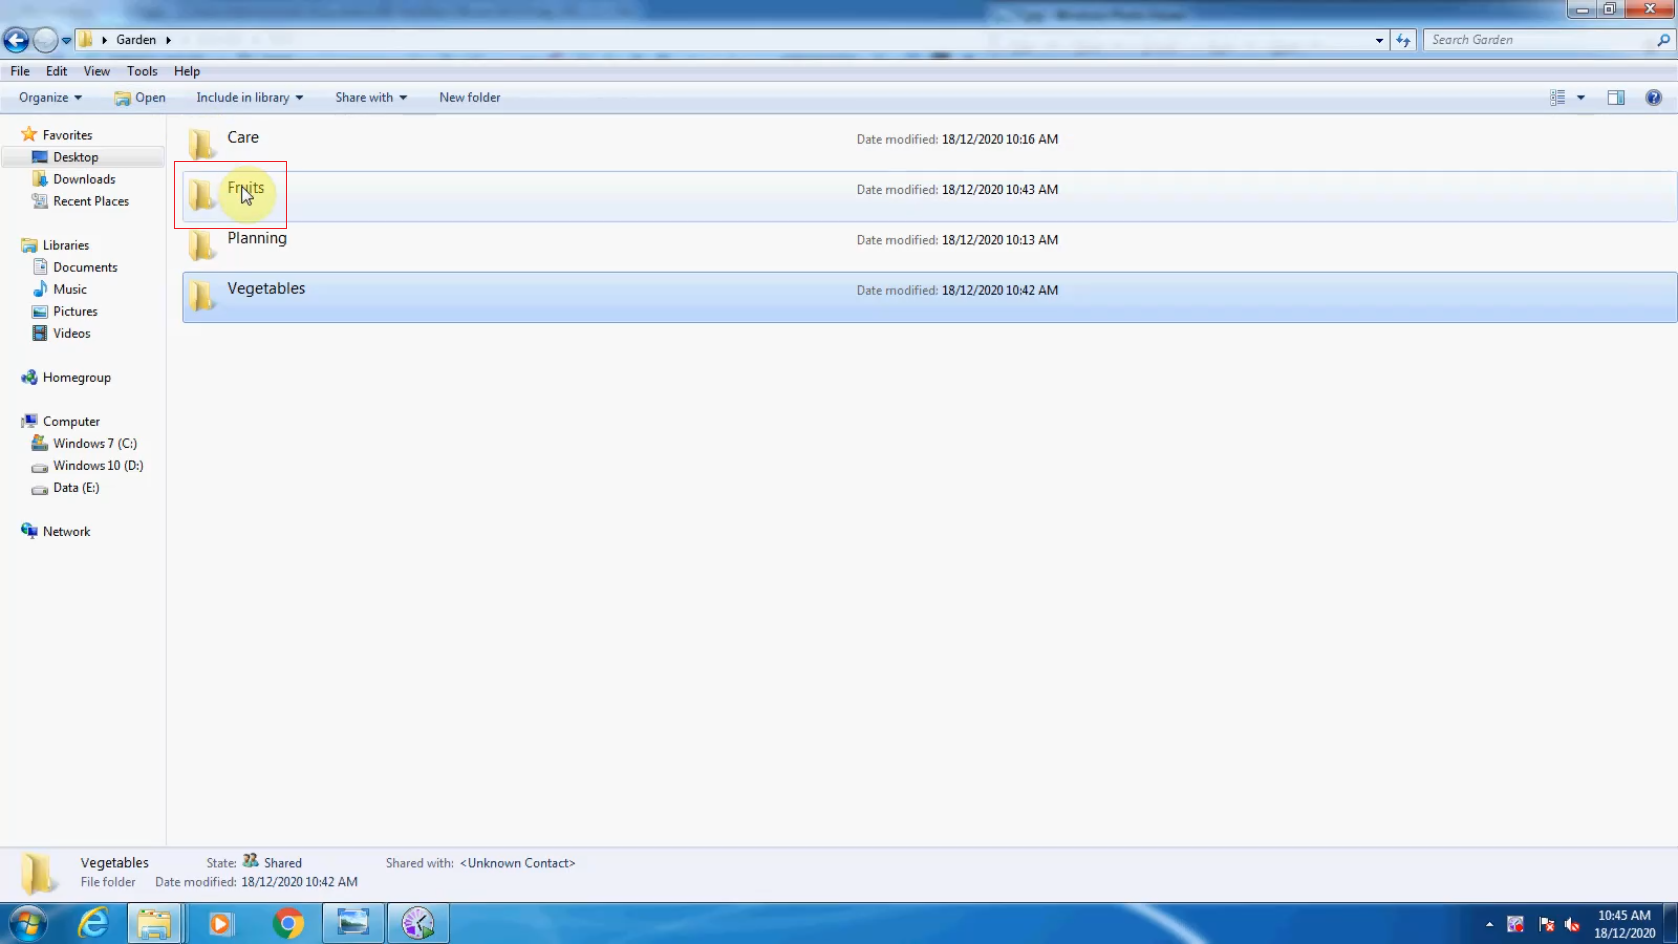 Garden
Search Garden
File Edit View Tools Help
Organize Open Include in library Share with New folder
Favorites
Desktop
Downloads
Recent Places
Libraries
Documents
Music
Pictures
Videos
Homegroup
Computer
Windows 7 (C:)
Windows 10 (D:)
Data (E:)
Network
Care Date modified: 18/12/2020 10:16 AM
Fruits Date modified: 18/12/2020 10:43 AM
Planning Date modified: 18/12/2020 10:13 AM
Vegetables Date modified: 18/12/2020 10:42 AM
Vegetables State: Shared Shared with: <Unknown Contact>
File folder Date modified: 18/12/2020 10:42 AM
10:45 AM
18/12/2020